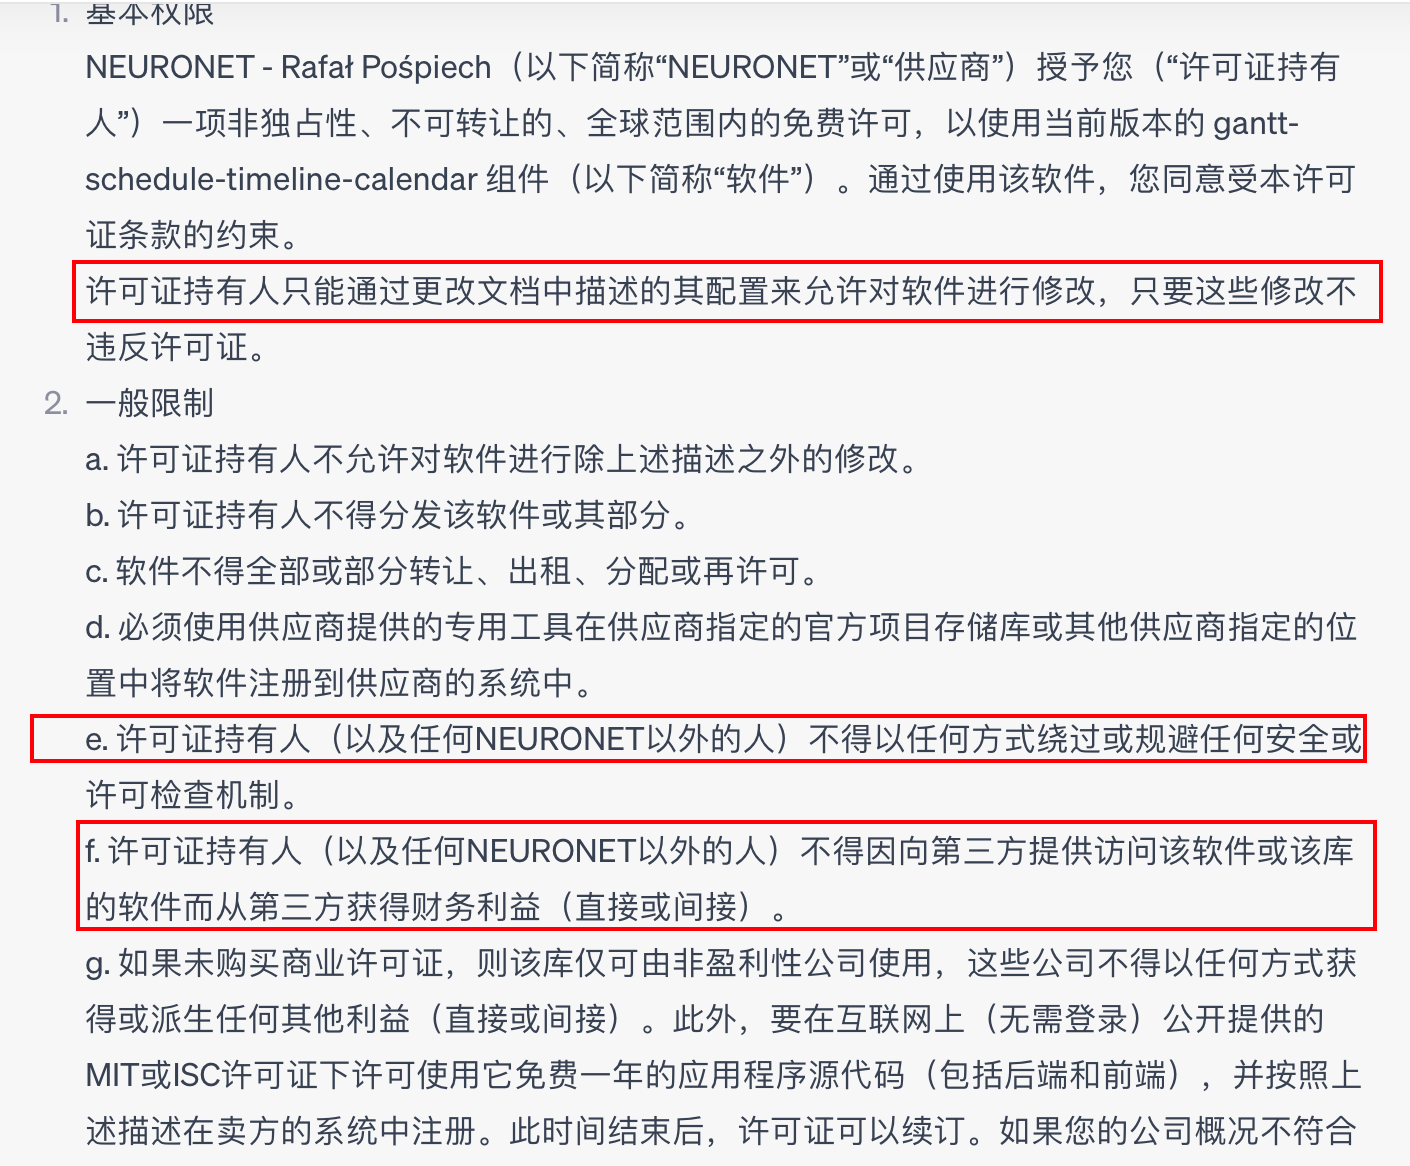 1. 基本权限
NEURONET - Rafał Pośpiech（以下简称“NEURONET”或“供应商”）授予您（“许可证持有
人”）一项非独占性、不可转让的、全球范围内的免费许可，以使用当前版本的 gantt-
schedule-timeline-calendar 组件（以下简称“软件”）。通过使用该软件，您同意受本许可
证条款的约束。
许可证持有人只能通过更改文档中描述的其配置来允许对软件进行修改，只要这些修改不
违反许可证。
2. 一般限制
a. 许可证持有人不允许对软件进行除上述描述之外的修改。
b. 许可证持有人不得分发该软件或其部分。
c. 软件不得全部或部分转让、出租、分配或再许可。
d. 必须使用供应商提供的专用工具在供应商指定的官方项目存储库或其他供应商指定的位
置中将软件注册到供应商的系统中。
e. 许可证持有人（以及任何NEURONET以外的人）不得以任何方式绕过或规避任何安全或
许可检查机制。
f. 许可证持有人（以及任何NEURONET以外的人）不得因向第三方提供访问该软件或该库
的软件而从第三方获得财务利益（直接或间接）。
g. 如果未购买商业许可证，则该库仅可由非盈利性公司使用，这些公司不得以任何方式获
得或派生任何其他利益（直接或间接）。此外，要在互联网上（无需登录）公开提供的
MIT或ISC许可证下许可使用它免费一年的应用程序源代码（包括后端和前端），并按照上
述描述在卖方的系统中注册。此时间结束后，许可证可以续订。如果您的公司概况不符合